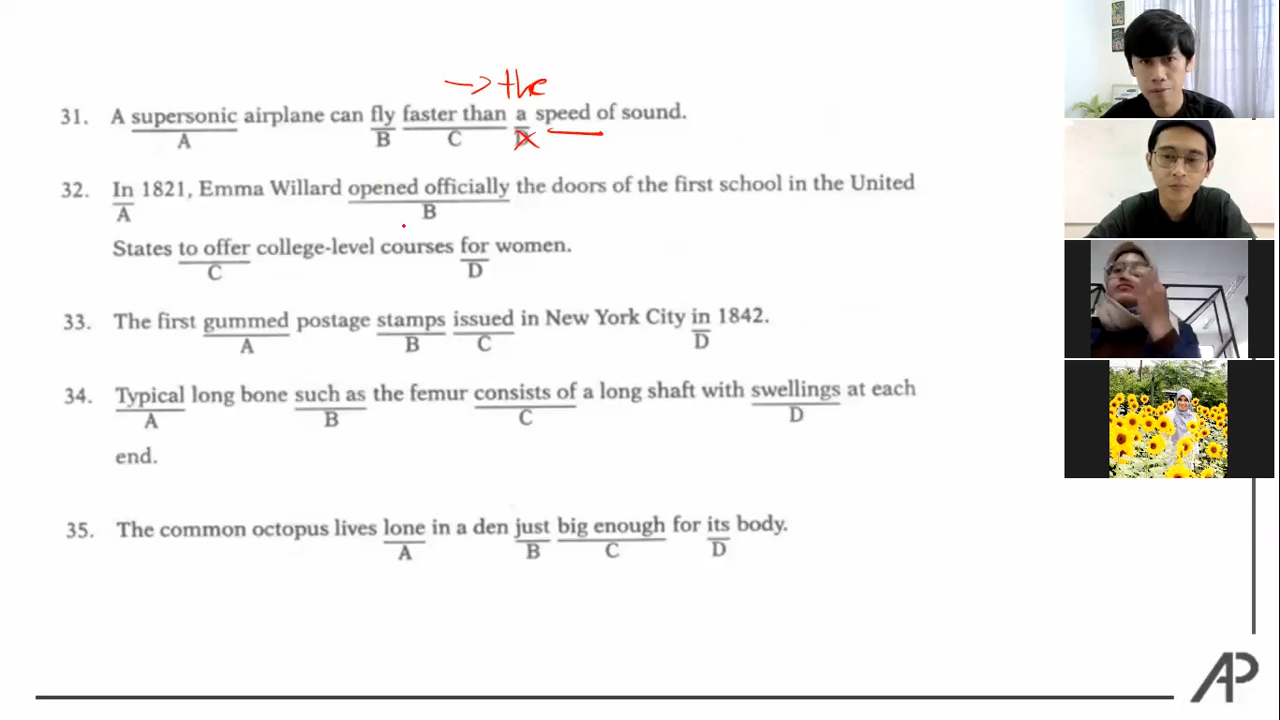 → the
31. A supersonic airplane can fly faster than a speed of sound.
A B C D
32. In 1821, Emma Willard opened officially the doors of the first school in the United
A B
States to offer college-level courses for women.
C D
33. The first gummed postage stamps issued in New York City in 1842.
A B C D
34. Typical long bone such as the femur consists of a long shaft with swellings at each
A B C D
end.
35. The common octopus lives lone in a den just big enough for its body.
A B C D
AP